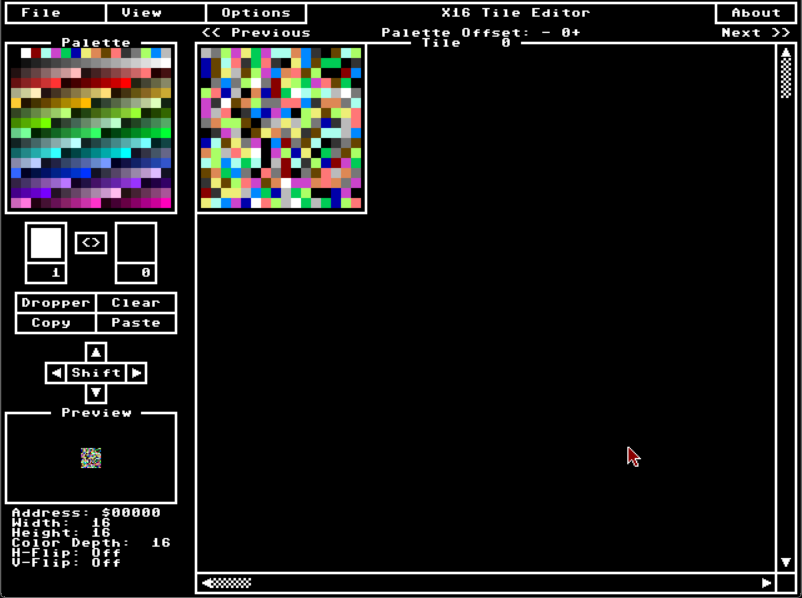 File View Options X16 Tile Editor About
<< Previous Palette Offset: - 0+ Next >>
Palette Tile 0
<>
1 0
Dropper Clear
Copy Paste
Shift
Preview
Address: $00000
Width: 16
Height: 16
Color Depth: 16
H-Flip: Off
V-Flip: Off